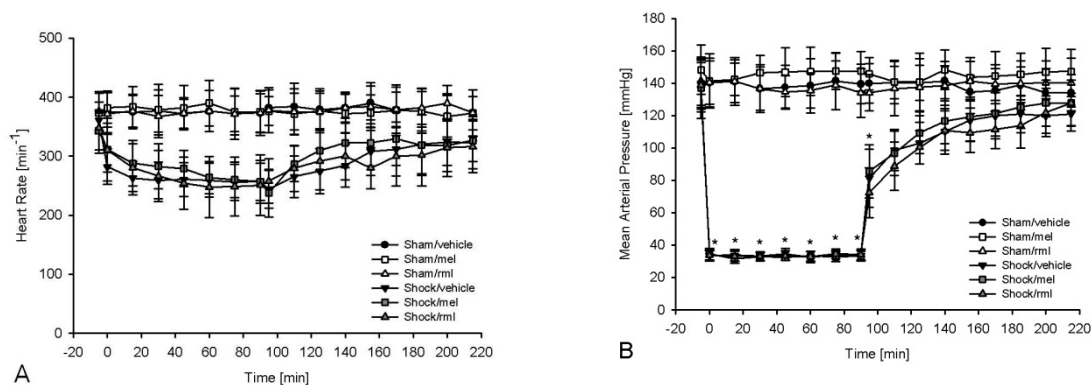 500
400
300
200
100
0
Heart Rate [min⁻¹]
Sham/vehicle
Sham/mel
Sham/rml
Shock/vehicle
Shock/mel
Shock/rml
-20 0 20 40 60 80 100 120 140 160 180 200 220
Time [min]
A
180
160
140
120
100
80
60
40
20
0
Mean Arterial Pressure [mmHg]
*
* * * * * * *
Sham/vehicle
Sham/mel
Sham/rml
Shock/vehicle
Shock/mel
Shock/rml
-20 0 20 40 60 80 100 120 140 160 180 200 220
Time [min]
B